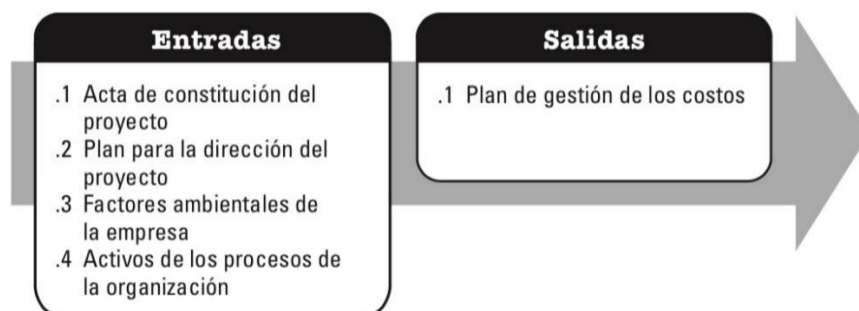 Entradas
.1 Acta de constitución del
proyecto
.2 Plan para la dirección del
proyecto
.3 Factores ambientales de
la empresa
.4 Activos de los procesos de
la organización
Salidas
.1 Plan de gestión de los costos